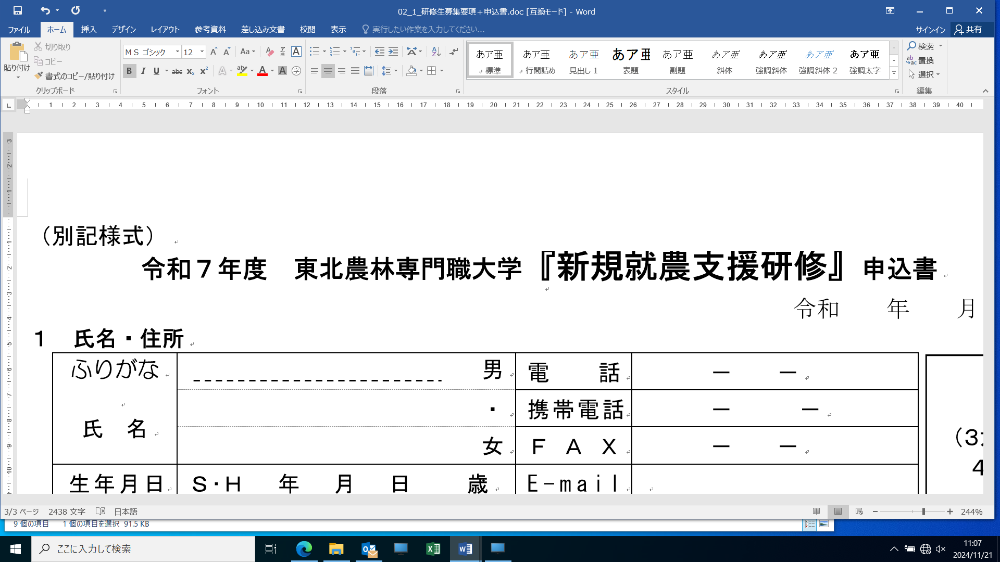 02_1_研修生募集要項＋申込書.doc [互換モード] - Word
ファイル ホーム 挿入 デザイン レイアウト 参考資料 差し込み文書 校閲 表示 実行したい作業を入力してください... サインイン 共有
貼り付け 切り取り
コピー
書式のコピー/貼り付け
ＭＳ ゴシック 12
あア亜 標準
あア亜 行間詰め
あア亜 見出し 1
あア亜 表題
あア亜 副題
あア亜 斜体
あア亜 強調斜体
あア亜 強調斜体 2
あア亜 強調太字
検索
置換
選択
クリップボード フォント 段落 スタイル 編集
1 2 3 4 5 6 7 8 9 10 11 12 13 14 15 16 17 18 19 20 21 22 23 24 25 26 27 28 29 30 31 32 33 34 35 36 37 38 39 40
（別記様式）
令和７年度　東北農林専門職大学『新規就農支援研修』申込書
令和　　年　　月
１　氏名・住所
ふりがな 男 電　　話 － －
・ 携帯電話 － －
氏　名 女 Ｆ　Ａ　Ｘ － －
生年月日 Ｓ・Ｈ　年　月　日　　歳 E-mail
3/3 ページ 2438 文字 日本語 244%
9 個の項目 1 個の項目を選択 91.5 KB
ここに入力して検索
11:07
2024/11/21